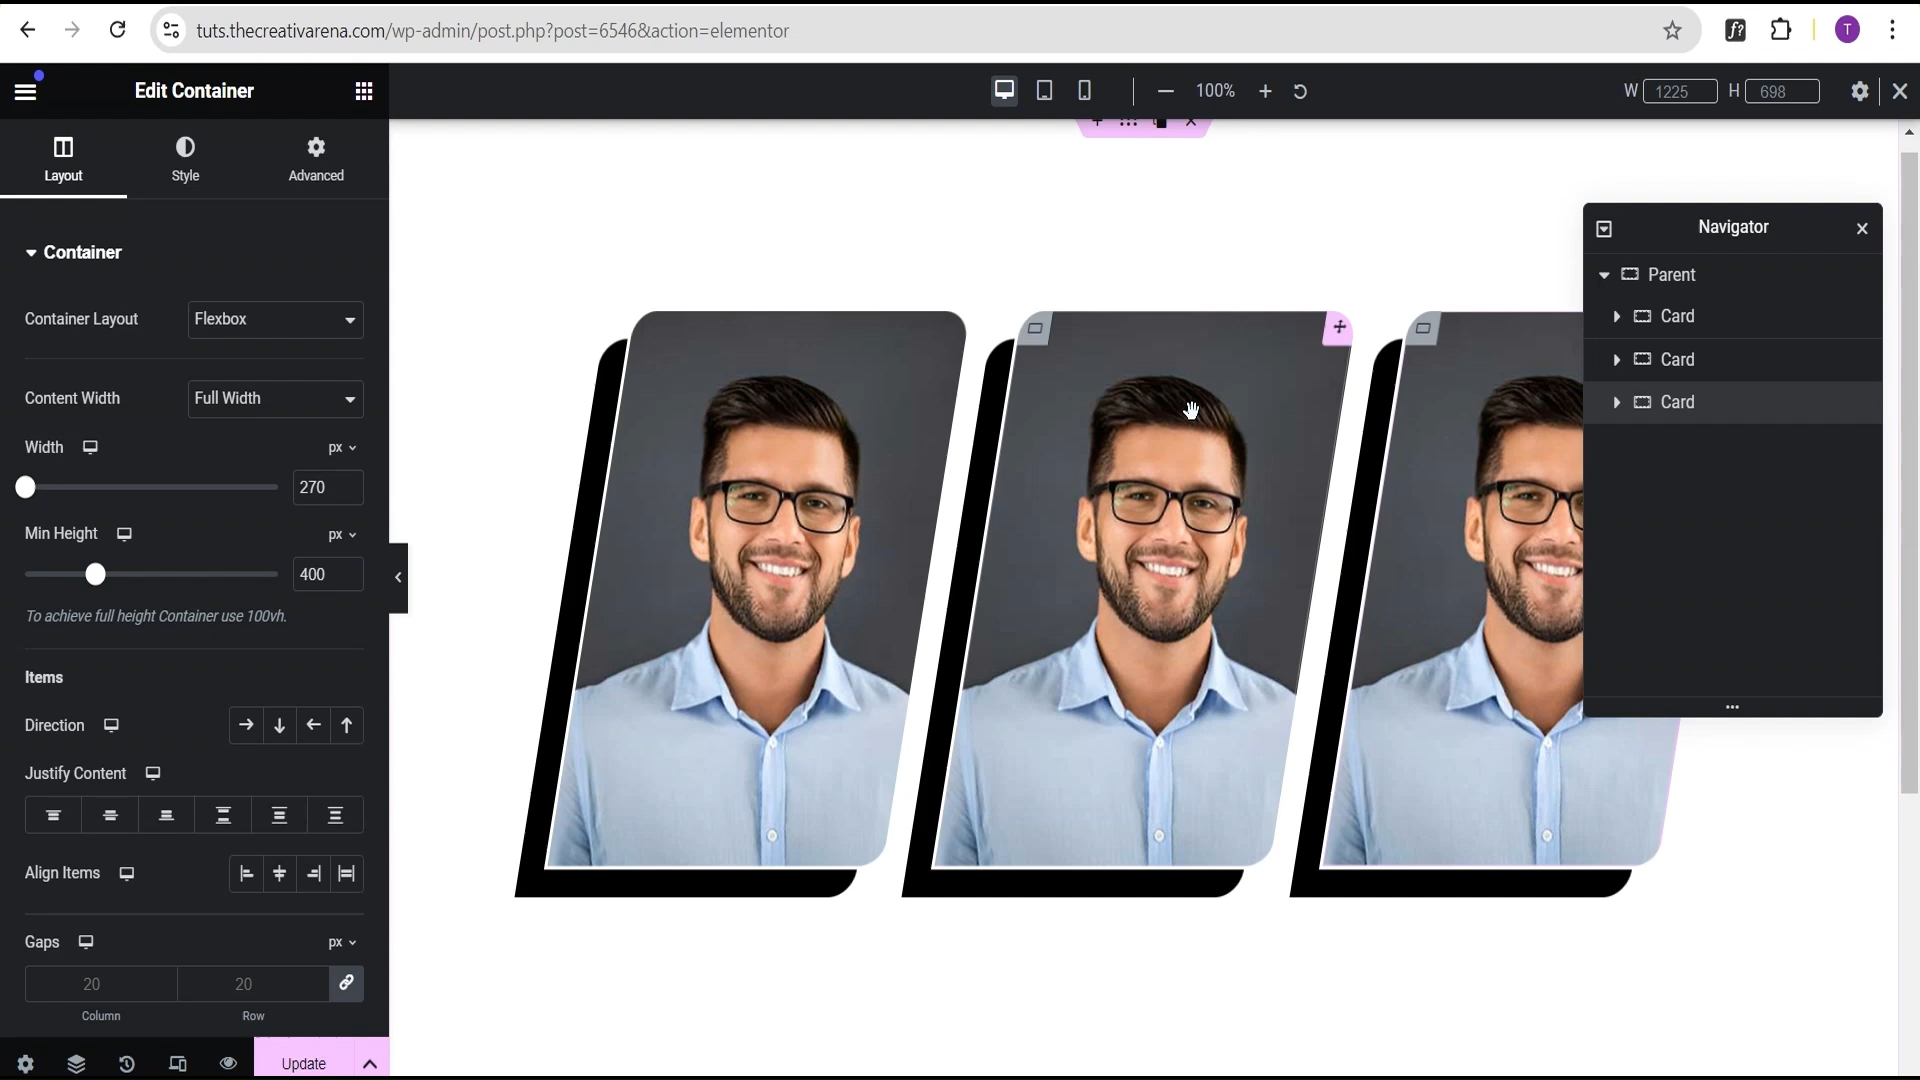 tuts.thecreativarena.com/wp-admin/post.php?post=6546&action=elementor
T
Edit Container
100%
W 1225 H 698
Layout Style Advanced
Container
Container Layout Flexbox
Content Width Full Width
Width px
270
Min Height px
400
To achieve full height Container use 100vh.
Items
Direction
Justify Content
Align Items
Gaps px
20 20
Column Row
Update
Navigator
Parent
Card
Card
Card